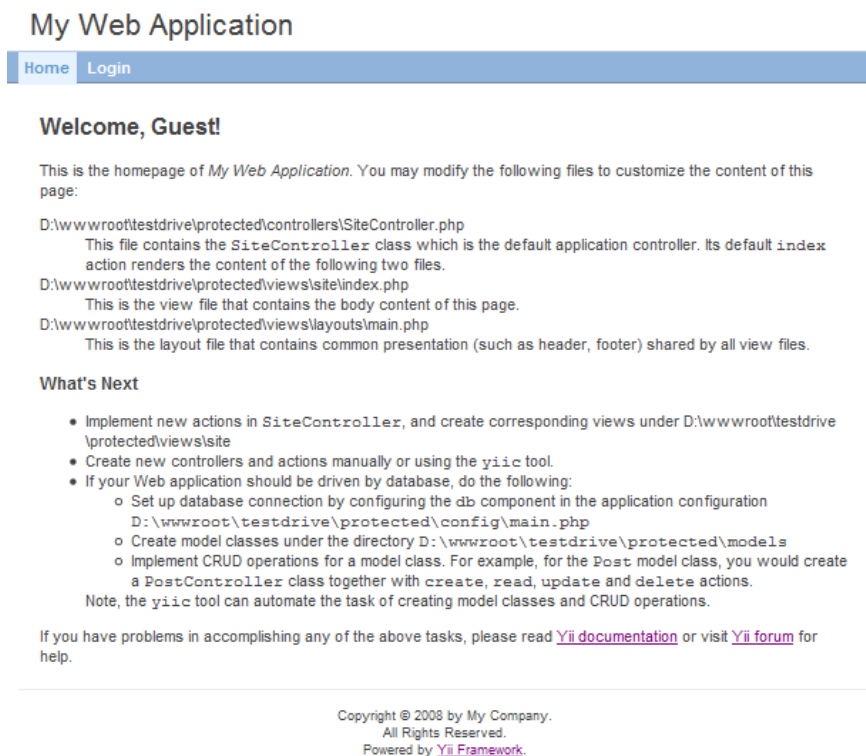 My Web Application
Home Login
Welcome, Guest!
This is the homepage of My Web Application. You may modify the following files to customize the content of this
page:
D:\wwwroot\testdrive\protected\controllers\SiteController.php
This file contains the SiteController class which is the default application controller. Its default index
action renders the content of the following two files.
D:\wwwroot\testdrive\protected\views\site\index.php
This is the view file that contains the body content of this page.
D:\wwwroot\testdrive\protected\views\layouts\main.php
This is the layout file that contains common presentation (such as header, footer) shared by all view files.
What's Next
Implement new actions in SiteController, and create corresponding views under D:\wwwroot\testdrive
\protected\views\site
Create new controllers and actions manually or using the yiic tool.
If your Web application should be driven by database, do the following:
Set up database connection by configuring the db component in the application configuration
D:\wwwroot\testdrive\protected\config\main.php
Create model classes under the directory D:\wwwroot\testdrive\protected\models
Implement CRUD operations for a model class. For example, for the Post model class, you would create
a PostController class together with create, read, update and delete actions.
Note, the yiic tool can automate the task of creating model classes and CRUD operations.
If you have problems in accomplishing any of the above tasks, please read Yii documentation or visit Yii forum for
help.
Copyright © 2008 by My Company.
All Rights Reserved.
Powered by Yii Framework.